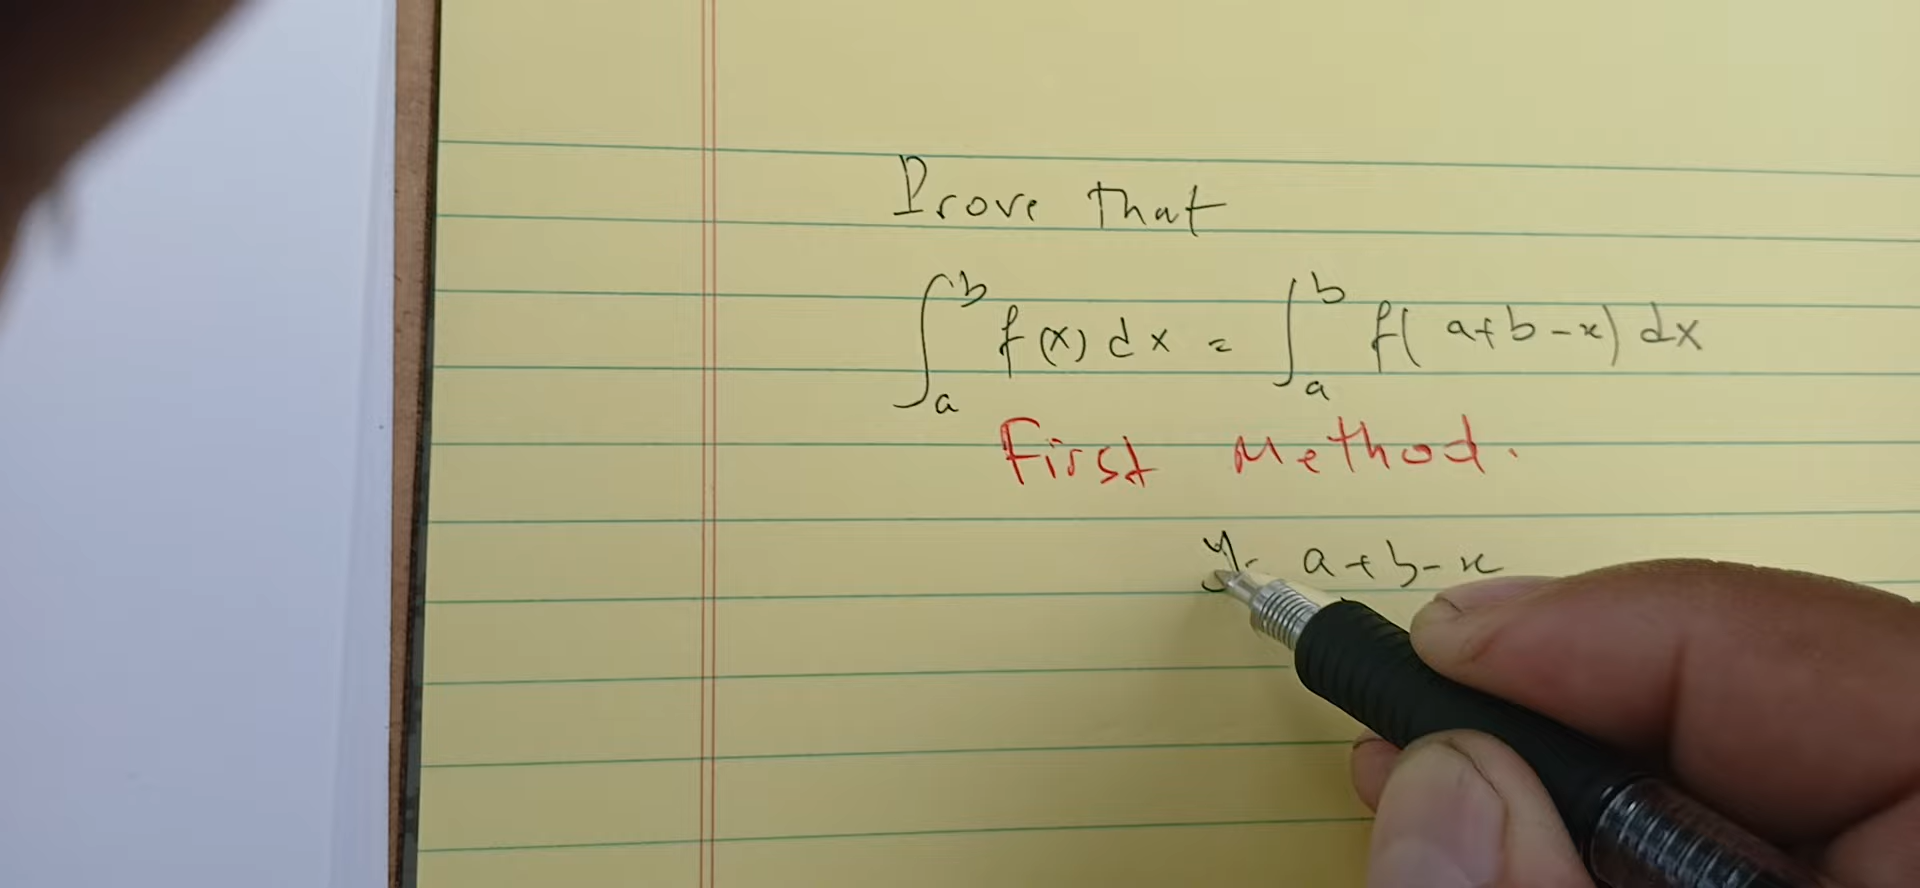 Prove that
∫_a^b f(x) dx = ∫_a^b f(a+b-x) dx
First Method.
y = a+b-x